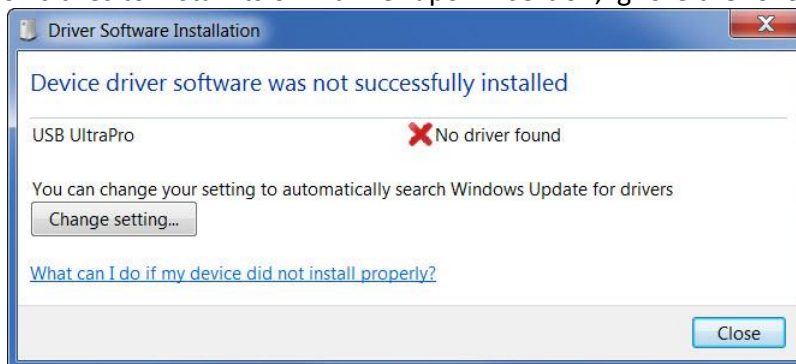 Driver Software Installation
Device driver software was not successfully installed
USB UltraPro No driver found
You can change your setting to automatically search Windows Update for drivers
Change setting...
What can I do if my device did not install properly?
Close